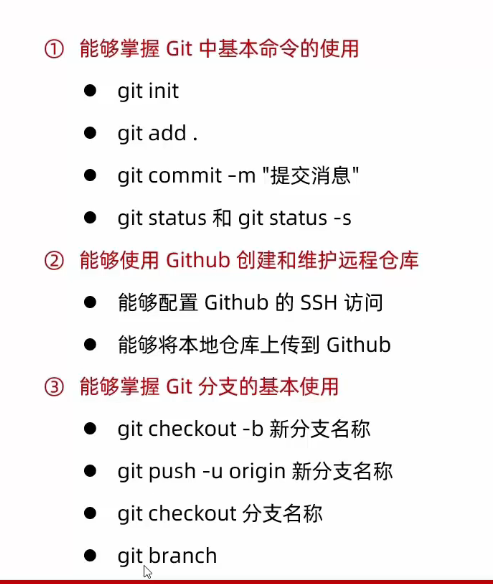 ① 能够掌握 Git 中基本命令的使用
● git init
● git add .
● git commit –m "提交消息"
● git status 和 git status -s
② 能够使用 Github 创建和维护远程仓库
● 能够配置 Github 的 SSH 访问
● 能够将本地仓库上传到 Github
③ 能够掌握 Git 分支的基本使用
● git checkout -b 新分支名称
● git push -u origin 新分支名称
● git checkout 分支名称
● git branch